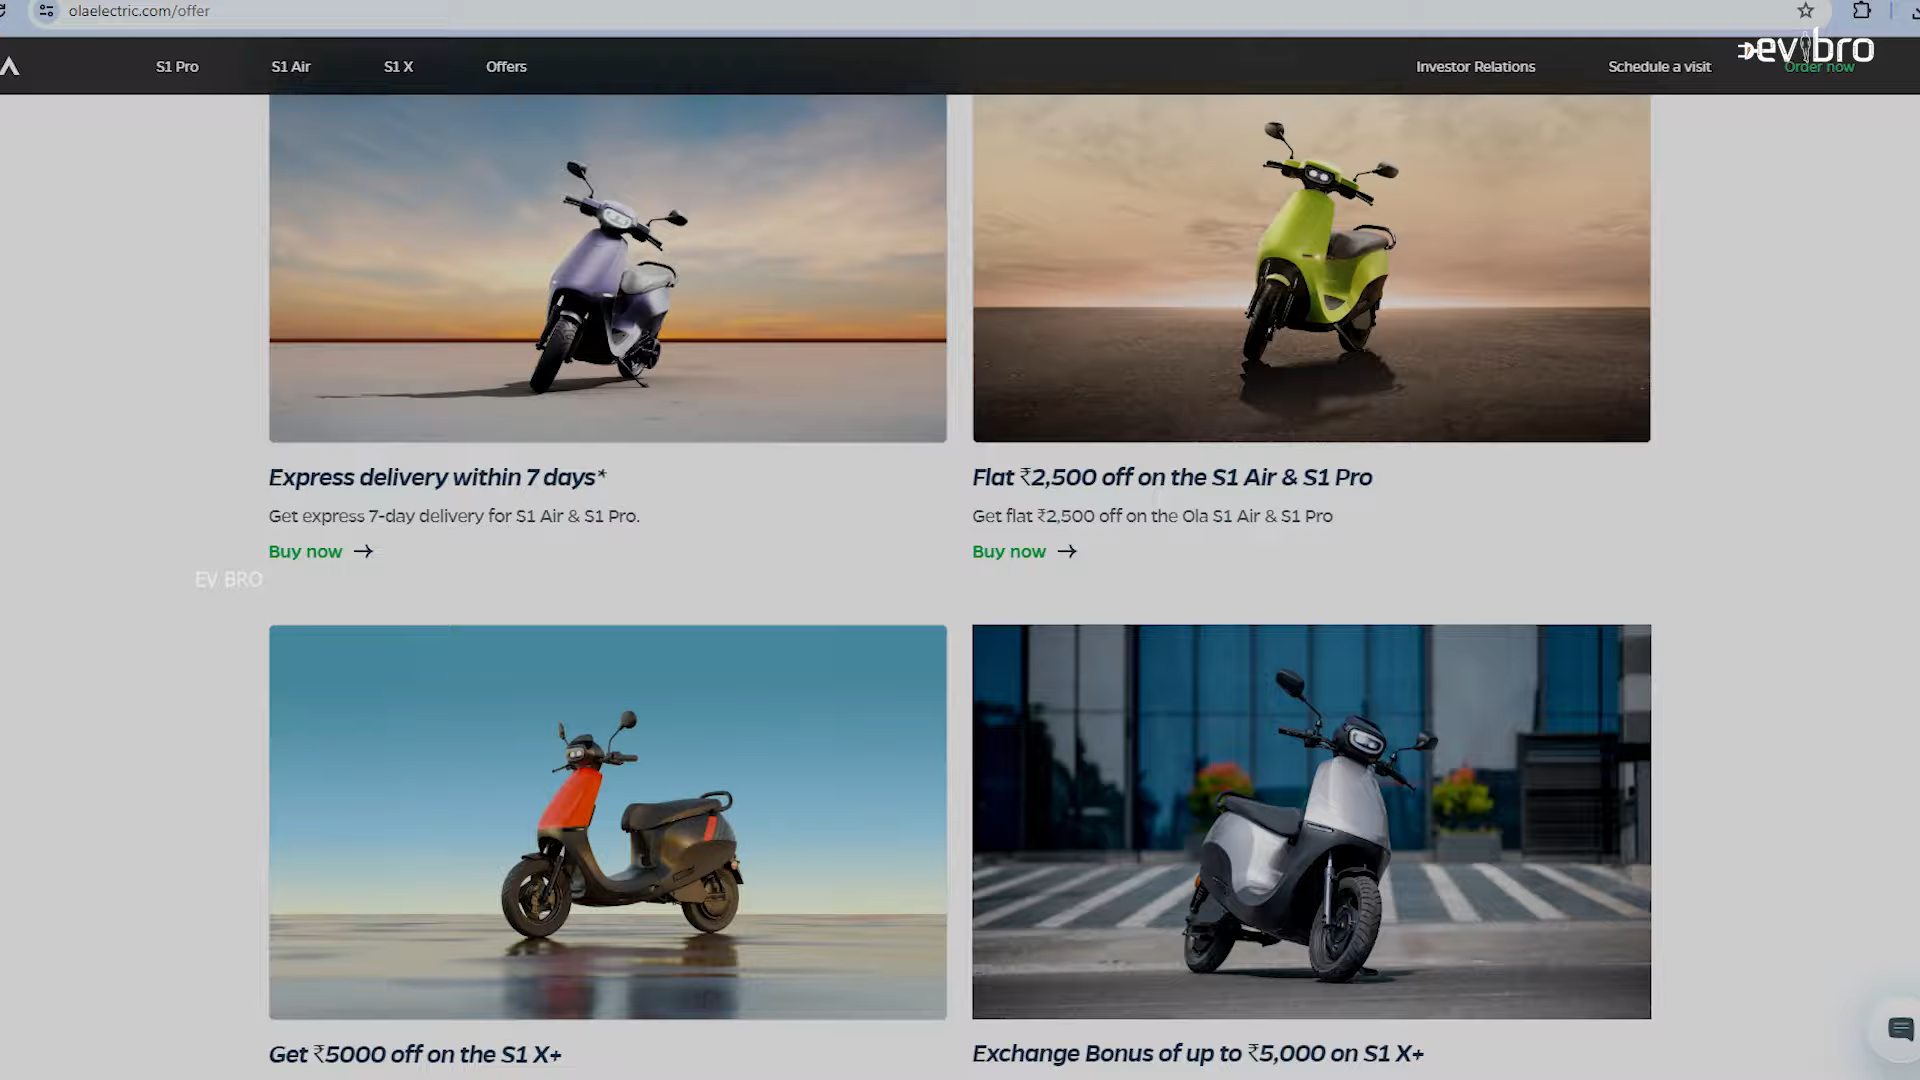 olaelectric.com/offer
S1 Pro
S1 Air
S1 X
Offers
Investor Relations
Schedule a visit
Order now
evbro
Express delivery within 7 days*
Get express 7-day delivery for S1 Air & S1 Pro.
Buy now
Flat ₹2,500 off on the S1 Air & S1 Pro
Get flat ₹2,500 off on the Ola S1 Air & S1 Pro
Buy now
EV BRO
Get ₹5000 off on the S1 X+
Exchange Bonus of up to ₹5,000 on S1 X+